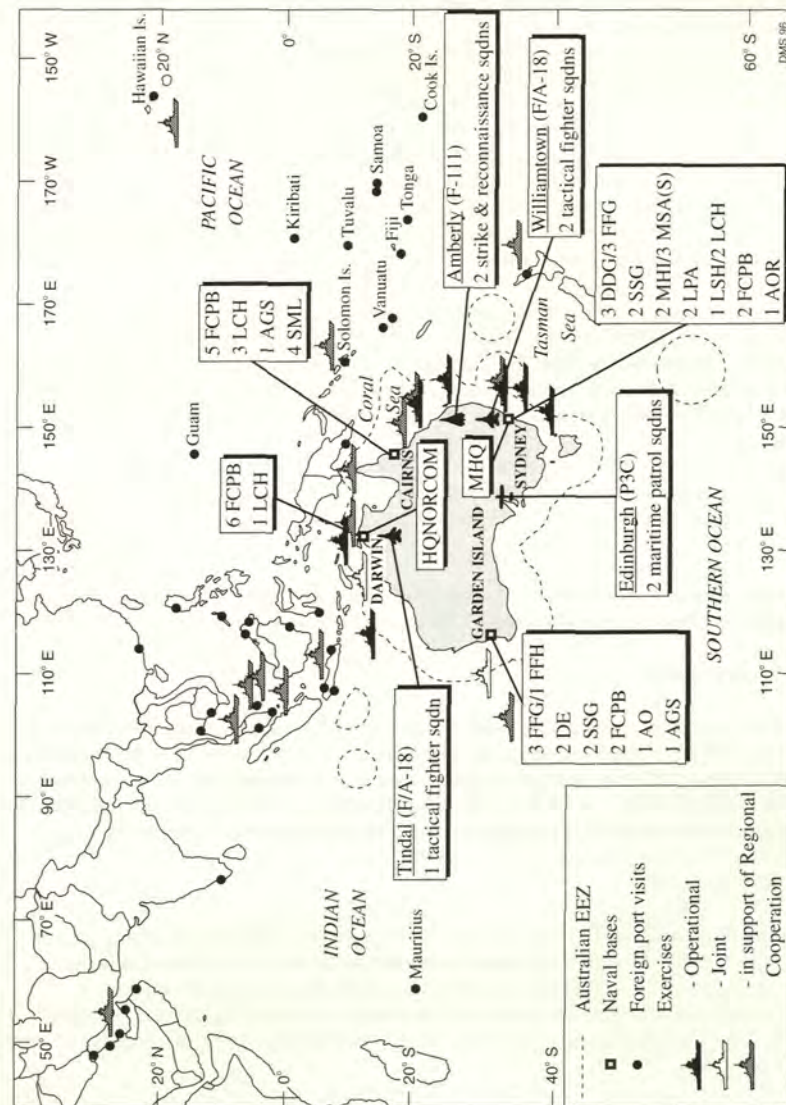 150° W
170° W
170° E
150° E
130° E
110° E
90° E
70° E
50° E
20° N
0°
20° S
40° S
20° N
0°
20° S
60° S
DMS 96
150° W
170° W
170° E
150° E
130° E
110° E
Hawaiian Is.
PACIFIC
OCEAN
Kiribati
Tuvalu
Samoa
Cook Is.
Fiji
Tonga
Vanuatu
Solomon Is.
Guam
Coral
Sea
Tasman
Sea
INDIAN
OCEAN
Mauritius
SOUTHERN OCEAN
5 FCPB
3 LCH
1 AGS
4 SML
6 FCPB
1 LCH
CAIRNS
DARWIN
HQNORCOM
GARDEN ISLAND
SYDNEY
MHQ
Amberly (F-111)
2 strike & reconnaissance sqdns
Williamtown (F/A-18)
2 tactical fighter sqdns
3 DDG/3 FFG
2 SSG
2 MHI/3 MSA(S)
2 LPA
1 LSH/2 LCH
2 FCPB
1 AOR
Edinburgh (P3C)
2 maritime patrol sqdns
Tindal (F/A-18)
1 tactical fighter sqdn
3 FFG/1 FFH
2 DE
2 SSG
2 FCPB
1 AO
1 AGS
Australian EEZ
Naval bases
Foreign port visits
Exercises
- Operational
- Joint
- in support of Regional
Cooperation